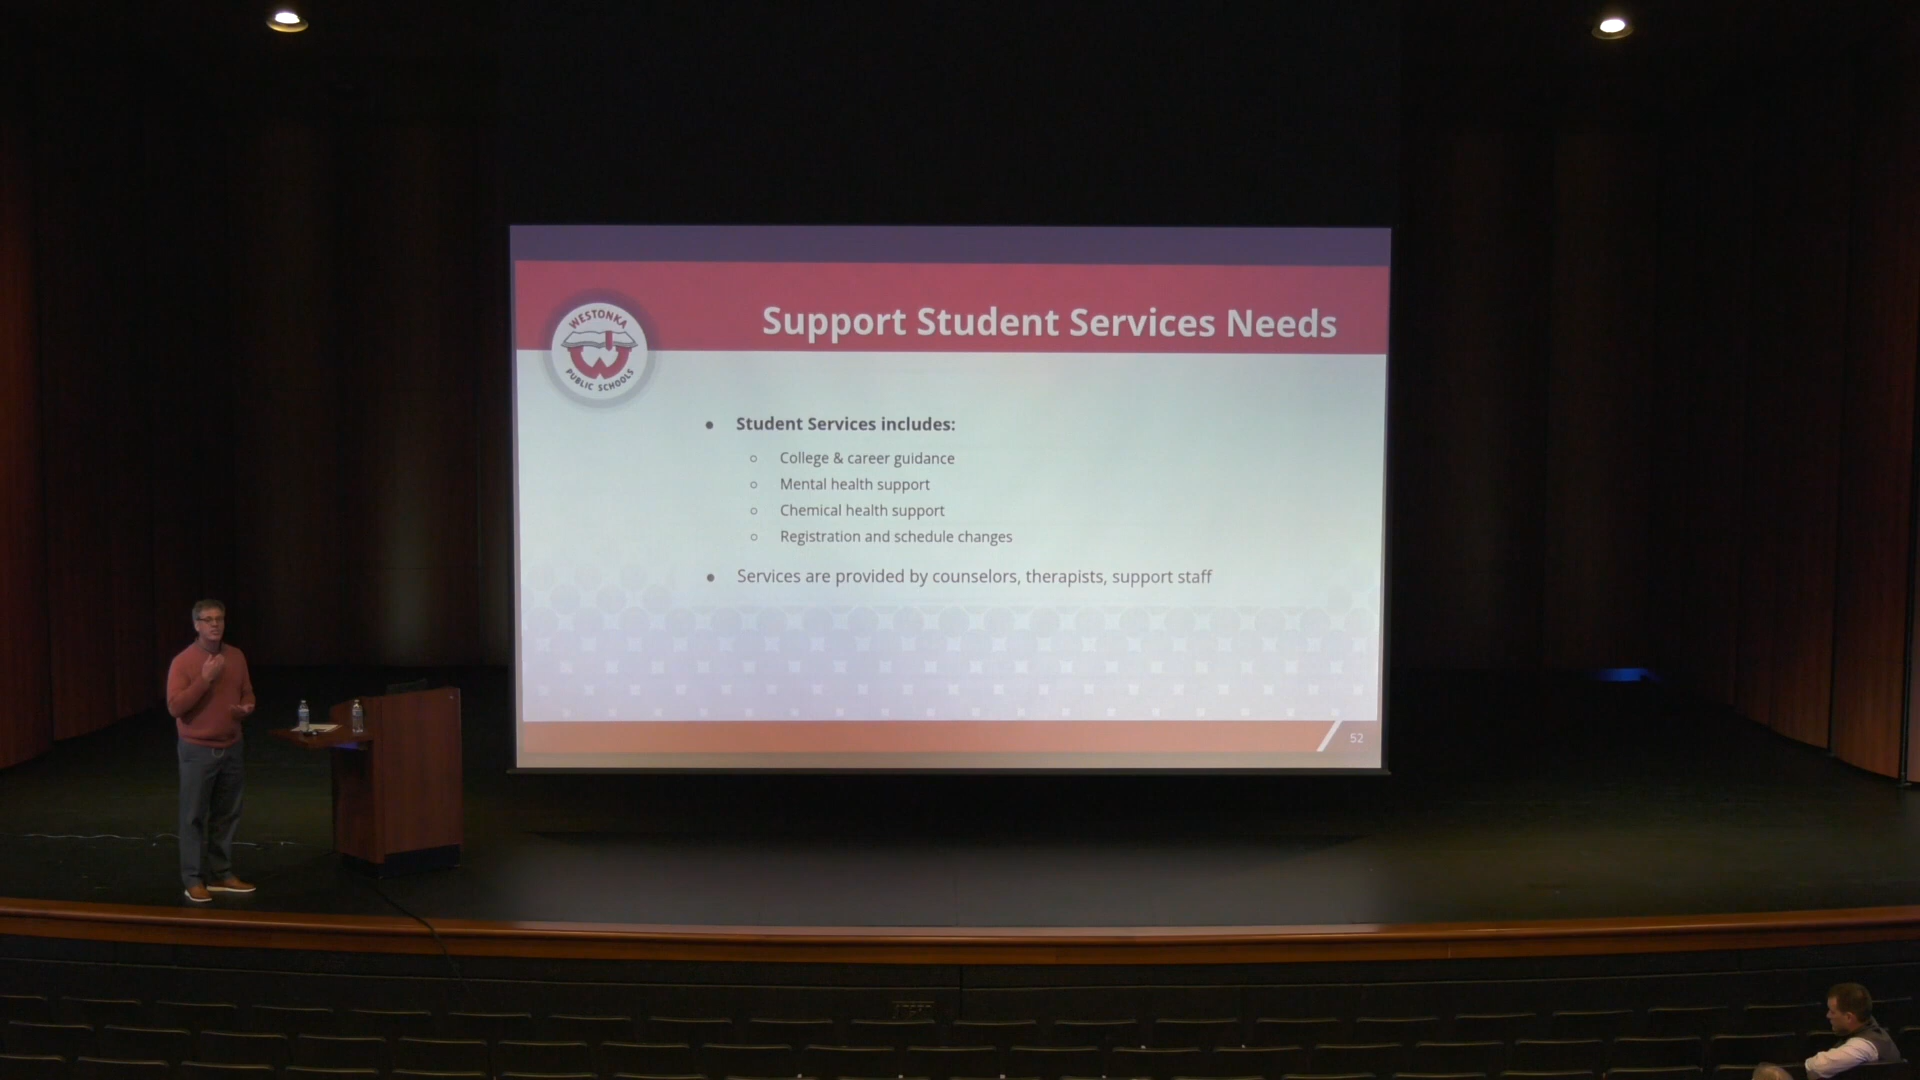 WESTONKA
PUBLIC SCHOOLS
Support Student Services Needs
● Student Services includes:
○ College & career guidance
○ Mental health support
○ Chemical health support
○ Registration and schedule changes
● Services are provided by counselors, therapists, support staff
52